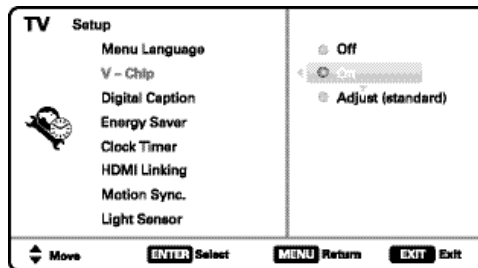 TV Setup
Menu Language
V - Chip
Digital Caption
Energy Saver
Clock Timer
HDMI Linking
Motion Sync.
Light Sensor
Off
On
Adjust (standard)
Move ENTER Select MENU Return EXIT Exit